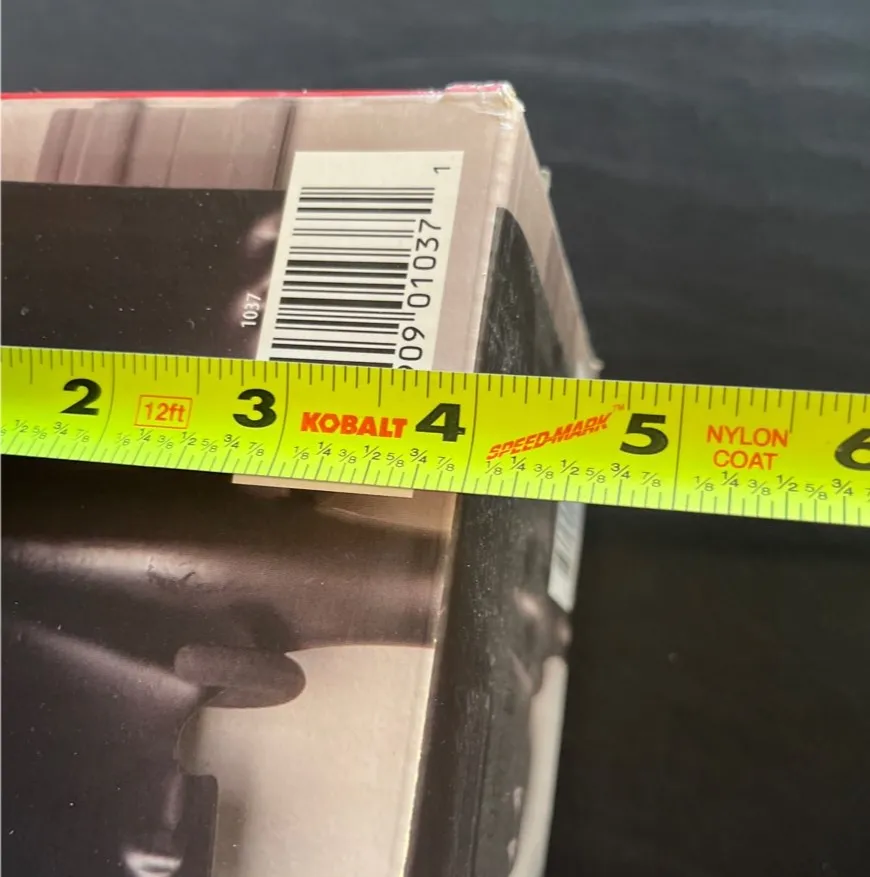 1
1037
909 01037
2 3 4 5 6
12ft
KOBALT
SPEED-MARK™
NYLON
COAT
1/2 5/8 3/4 7/8
1/8 1/4 3/8 1/2 5/8 3/4 7/8
1/8 1/4 3/8 1/2 5/8 3/4 7/8
1/8 1/4 3/8 1/2 5/8 3/4 7/8
1/8 1/4 3/8 1/2 5/8 3/4